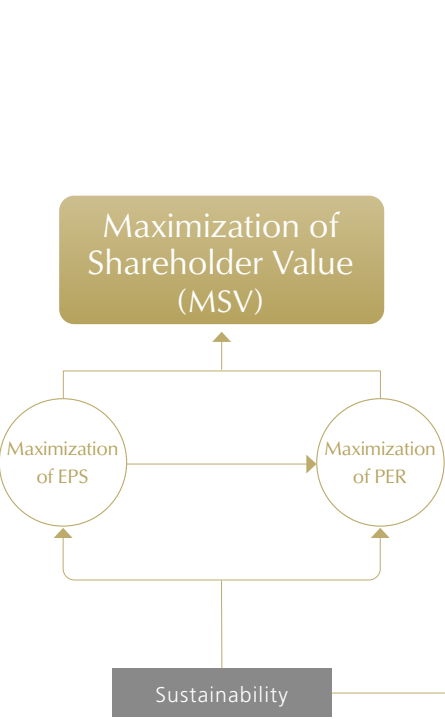 Maximization of
Shareholder Value
(MSV)
Maximization
of EPS
Maximization
of PER
Sustainability